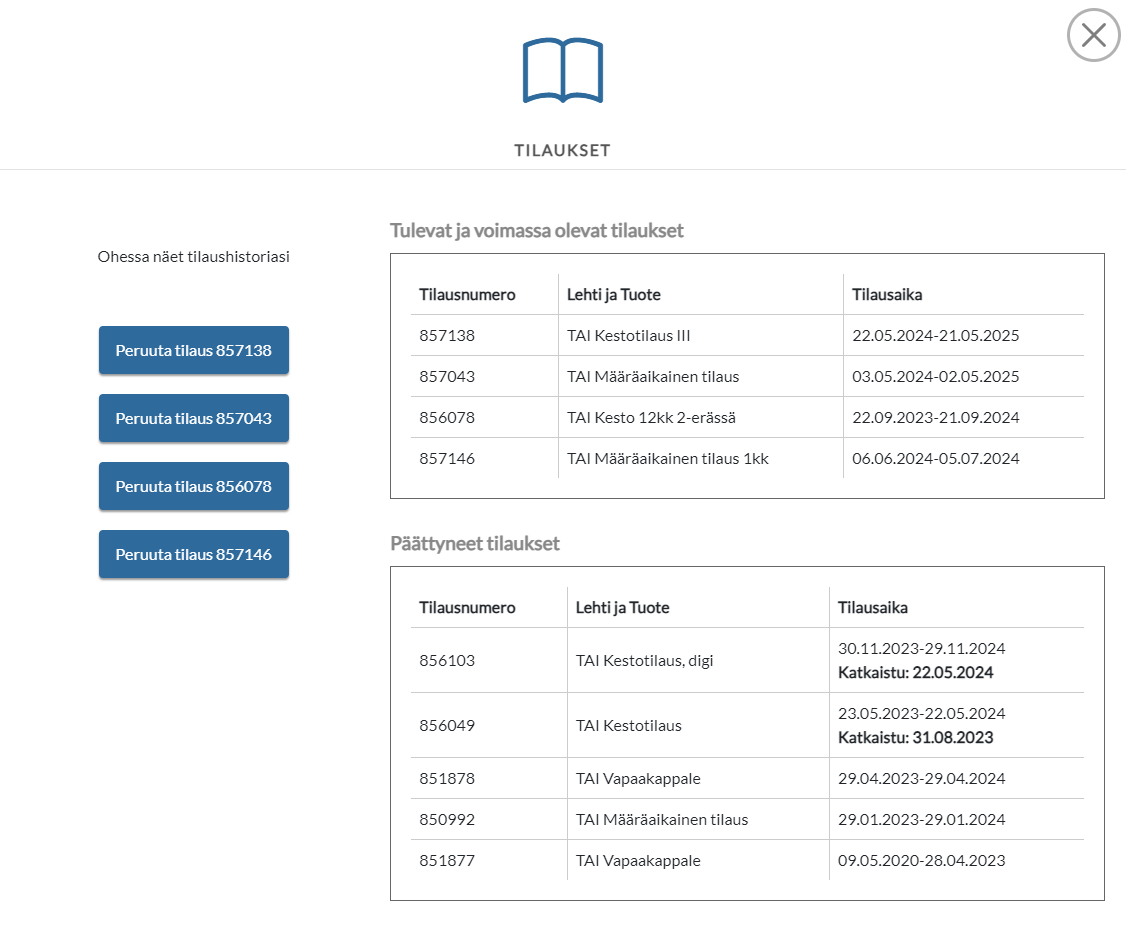 TILAUKSET
Ohessa näet tilaushistoriasi
Peruuta tilaus 857138
Peruuta tilaus 857043
Peruuta tilaus 856078
Peruuta tilaus 857146
Tulevat ja voimassa olevat tilaukset
Tilausnumero Lehti ja Tuote Tilausaika
857138 TAI Kestotilaus III 22.05.2024-21.05.2025
857043 TAI Määräaikainen tilaus 03.05.2024-02.05.2025
856078 TAI Kesto 12kk 2-erässä 22.09.2023-21.09.2024
857146 TAI Määräaikainen tilaus 1kk 06.06.2024-05.07.2024
Päättyneet tilaukset
Tilausnumero Lehti ja Tuote Tilausaika
856103 TAI Kestotilaus, digi 30.11.2023-29.11.2024
Katkaistu: 22.05.2024
856049 TAI Kestotilaus 23.05.2023-22.05.2024
Katkaistu: 31.08.2023
851878 TAI Vapaakappale 29.04.2023-29.04.2024
850992 TAI Määräaikainen tilaus 29.01.2023-29.01.2024
851877 TAI Vapaakappale 09.05.2020-28.04.2023